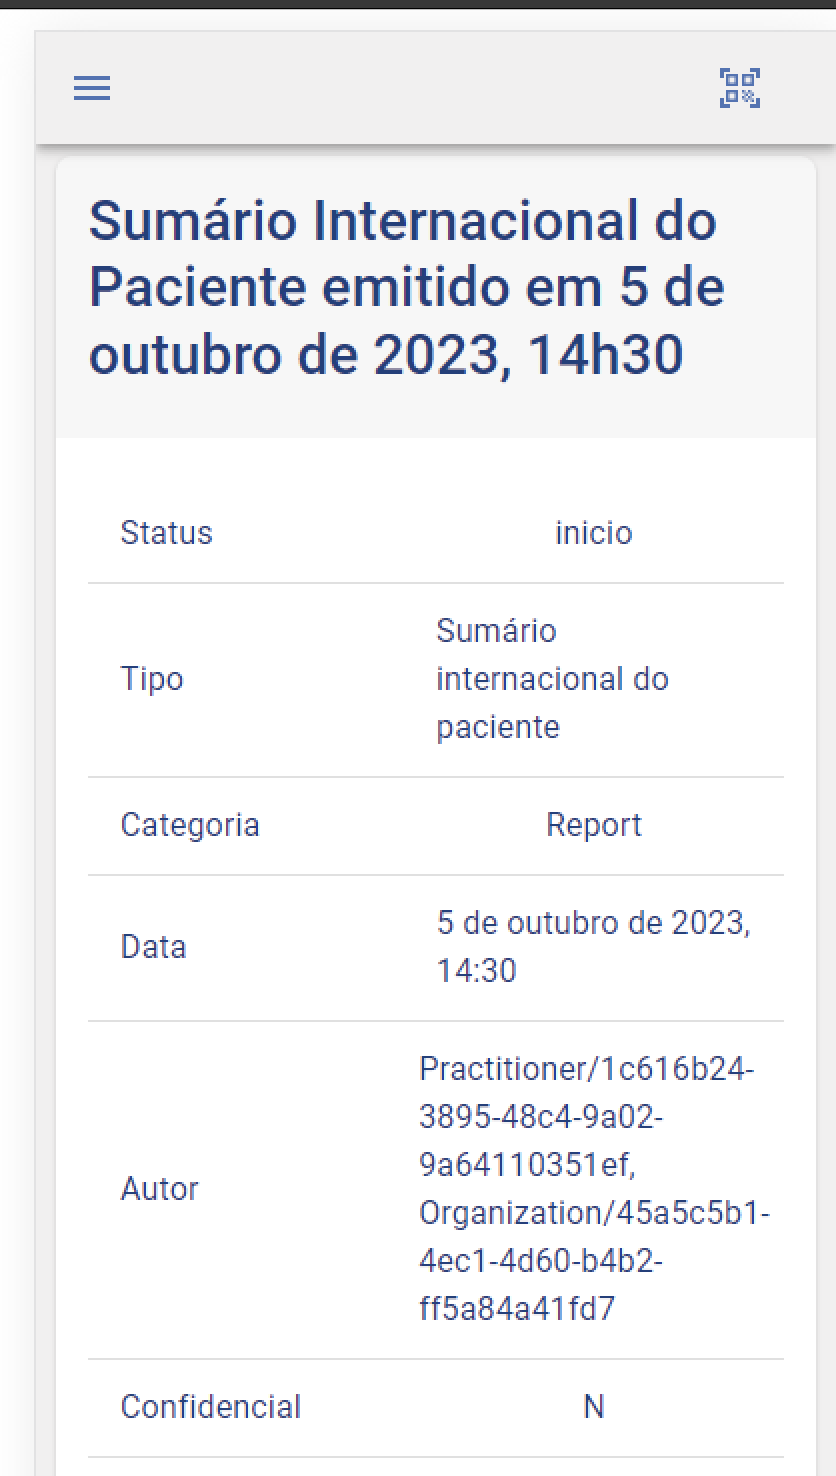 Sumário Internacional do
Paciente emitido em 5 de
outubro de 2023, 14h30
Status
inicio
Tipo
Sumário
internacional do
paciente
Categoria
Report
Data
5 de outubro de 2023,
14:30
Autor
Practitioner/1c616b24-
3895-48c4-9a02-
9a64110351ef,
Organization/45a5c5b1-
4ec1-4d60-b4b2-
ff5a84a41fd7
Confidencial
N